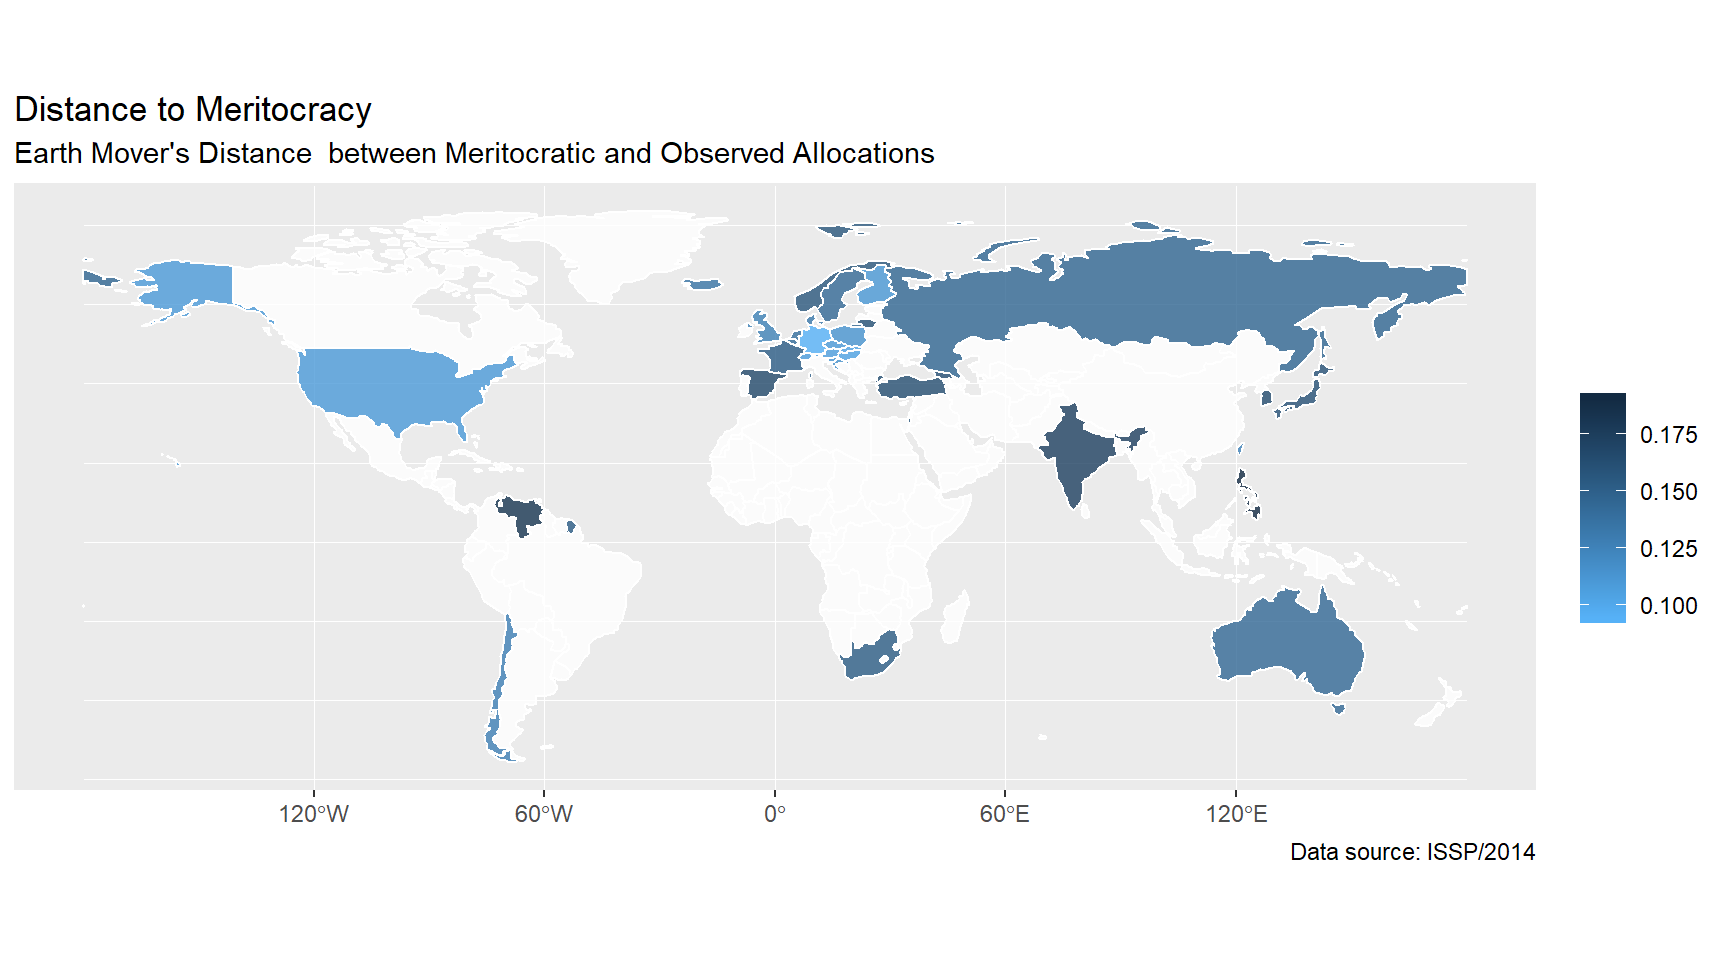 Distance to Meritocracy
Earth Mover's Distance  between Meritocratic and Observed Allocations
0.175
0.150
0.125
0.100
120°W 60°W 0° 60°E 120°E
Data source: ISSP/2014